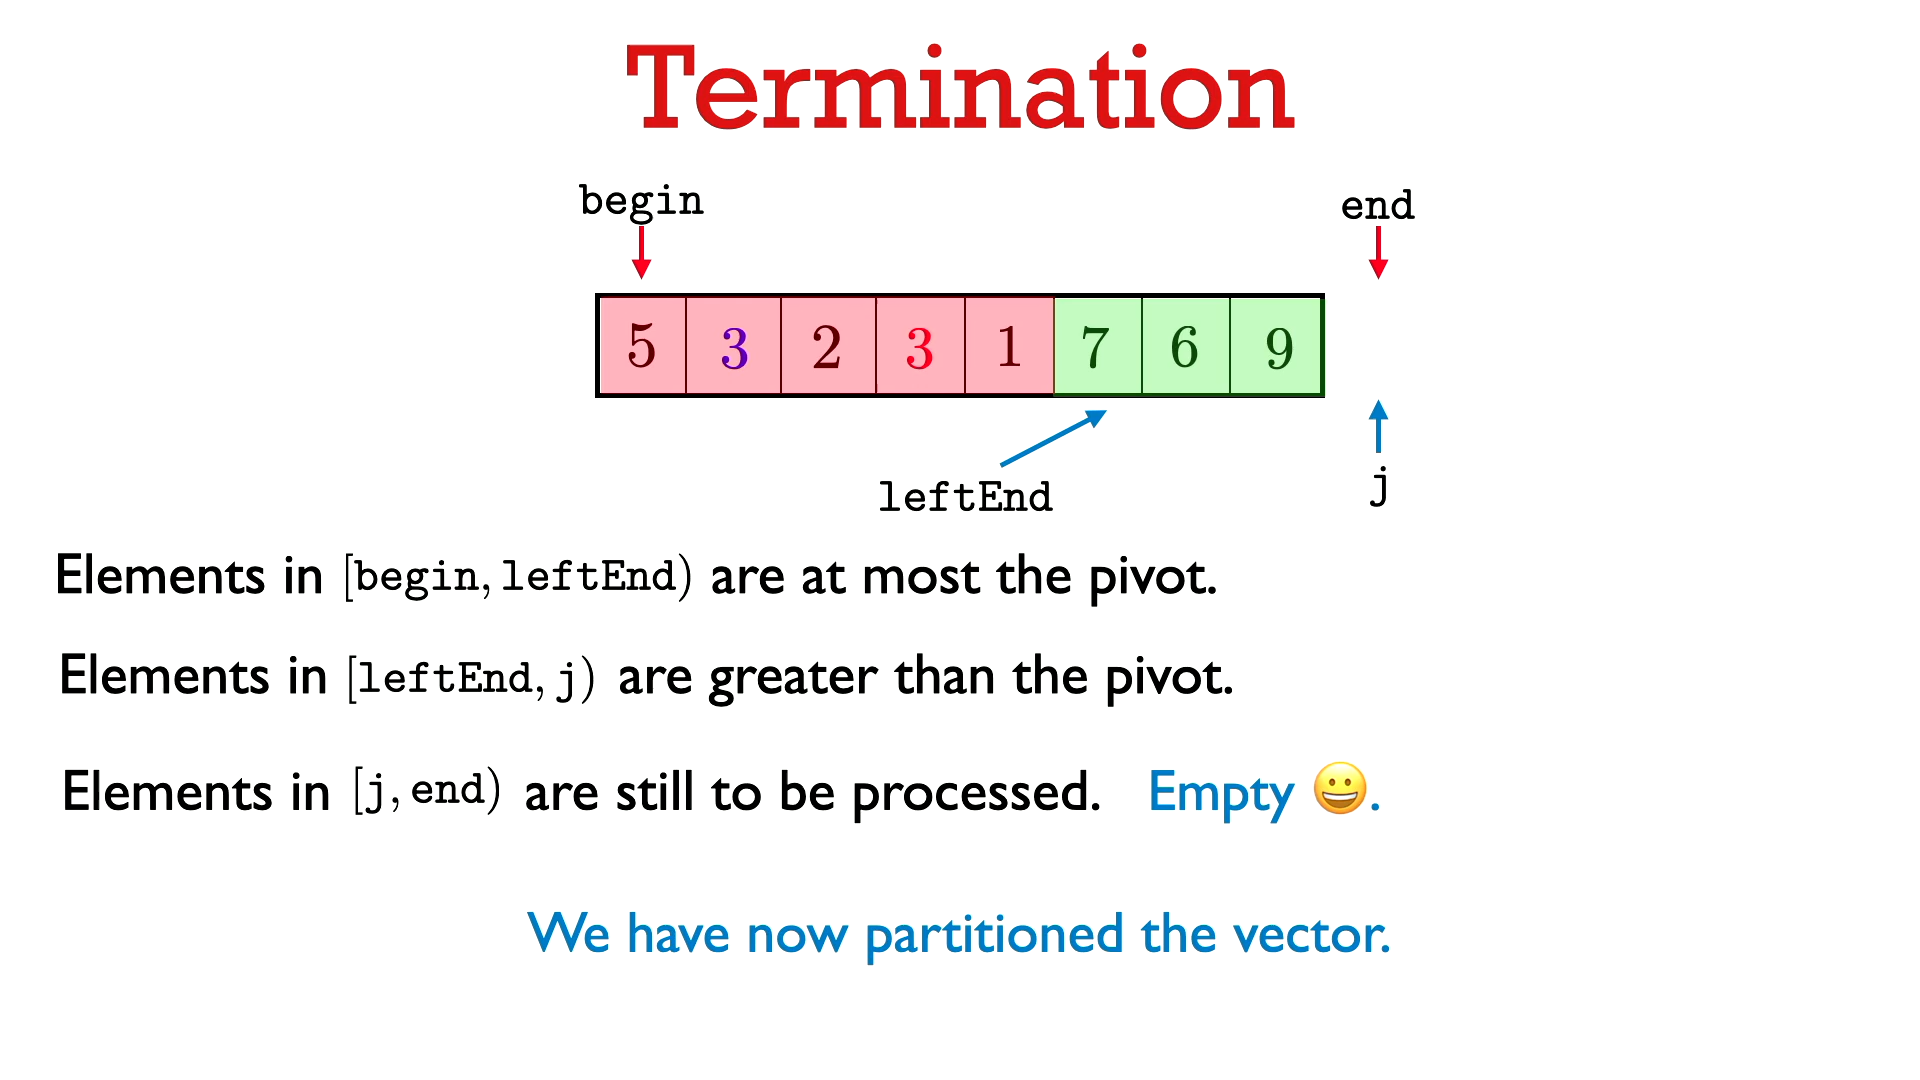 Termination
begin end
5 3 2 3 1 7 6 9
leftEnd j
Elements in [begin, leftEnd) are at most the pivot.
Elements in [leftEnd, j) are greater than the pivot.
Elements in [j, end) are still to be processed. Empty 😀.
We have now partitioned the vector.